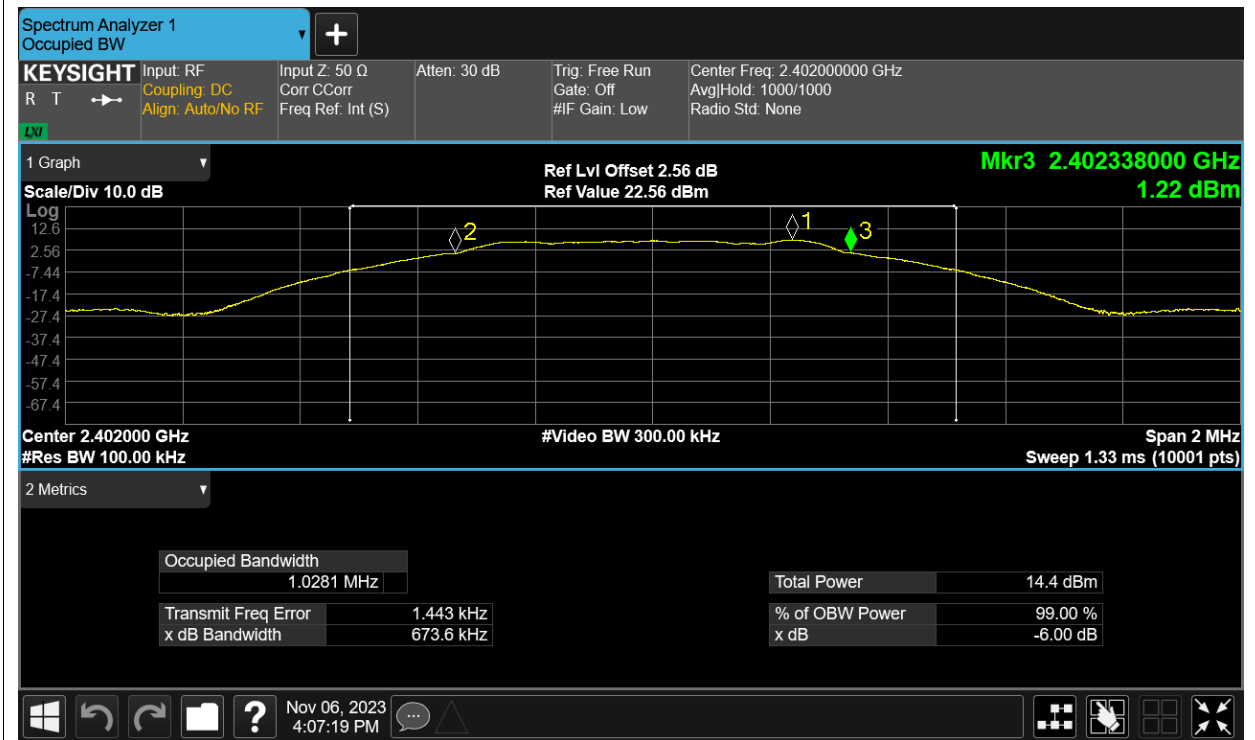 Spectrum Analyzer 1
Occupied BW
KEYSIGHT
R T
LXI
Input: RF
Coupling: DC
Align: Auto/No RF
Input Z: 50 Ω
Corr CCorr
Freq Ref: Int (S)
Atten: 30 dB
Trig: Free Run
Gate: Off
#IF Gain: Low
Center Freq: 2.402000000 GHz
Avg|Hold: 1000/1000
Radio Std: None
1 Graph
Scale/Div 10.0 dB
Ref Lvl Offset 2.56 dB
Ref Value 22.56 dBm
Mkr3 2.402338000 GHz
1.22 dBm
Log
12.6
2.56
-7.44
-17.4
-27.4
-37.4
-47.4
-57.4
-67.4
2
1
3
Center 2.402000 GHz
#Res BW 100.00 kHz
#Video BW 300.00 kHz
Span 2 MHz
Sweep 1.33 ms (10001 pts)
2 Metrics
Occupied Bandwidth
1.0281 MHz
Transmit Freq Error 1.443 kHz
x dB Bandwidth 673.6 kHz
Total Power 14.4 dBm
% of OBW Power 99.00 %
x dB -6.00 dB
?
Nov 06, 2023
4:07:19 PM